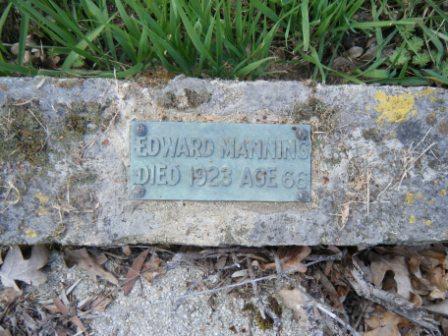 EDWARD MANNING
DIED 1923 AGE 66